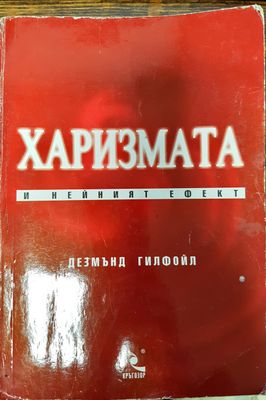 ХАРИЗМАТА
И НЕЙНИЯТ ЕФЕКТ
ДЕЗМЪНД ГИЛФОЙЛ
®
КРЪГОЗОР